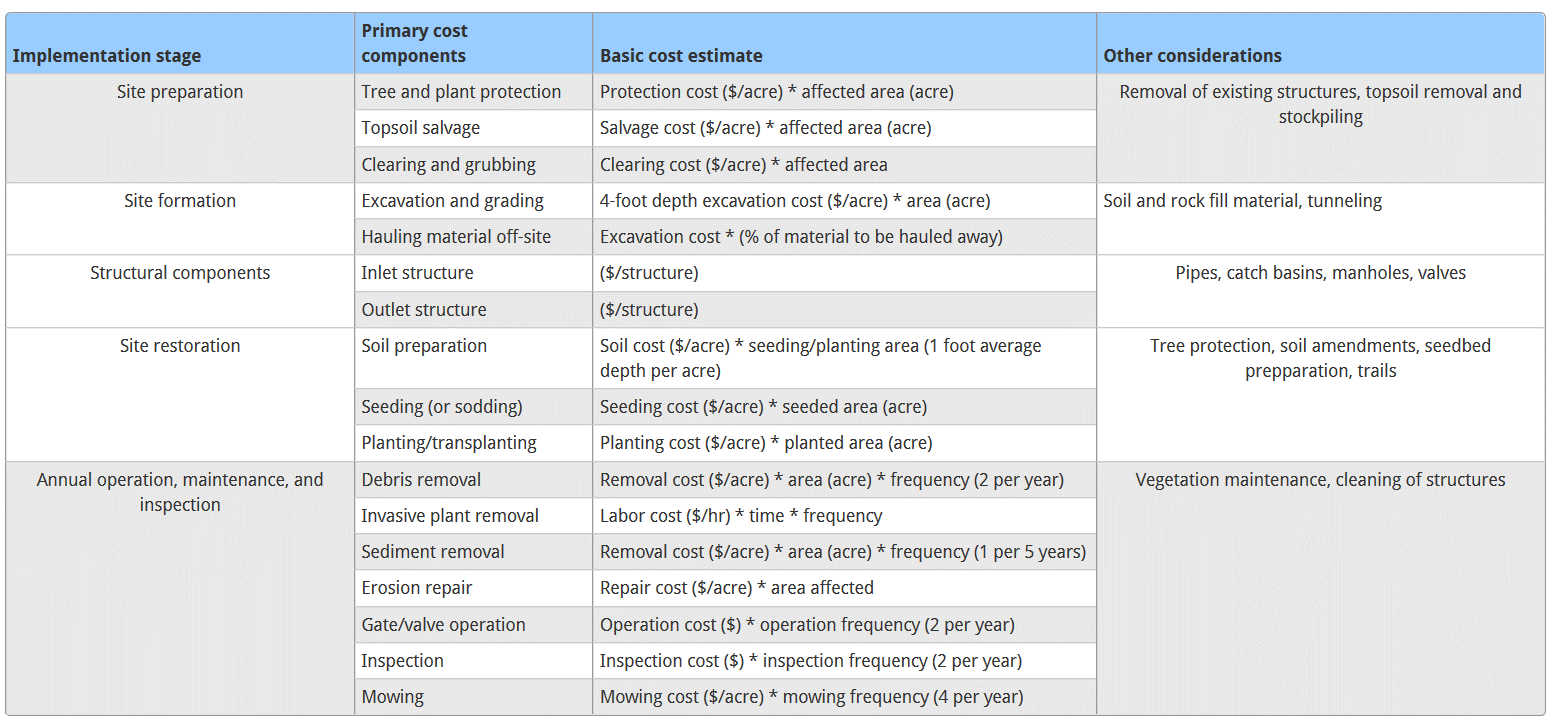 Implementation stage
Primary cost
components
Basic cost estimate
Other considerations
Site preparation
Tree and plant protection
Protection cost ($/acre) * affected area (acre)
Removal of existing structures, topsoil removal and
stockpiling
Topsoil salvage
Salvage cost ($/acre) * affected area (acre)
Clearing and grubbing
Clearing cost ($/acre) * affected area
Site formation
Excavation and grading
4-foot depth excavation cost ($/acre) * area (acre)
Soil and rock fill material, tunneling
Hauling material off-site
Excavation cost * (% of material to be hauled away)
Structural components
Inlet structure
($/structure)
Pipes, catch basins, manholes, valves
Outlet structure
($/structure)
Site restoration
Soil preparation
Soil cost ($/acre) * seeding/planting area (1 foot average
depth per acre)
Tree protection, soil amendments, seedbed
prepparation, trails
Seeding (or sodding)
Seeding cost ($/acre) * seeded area (acre)
Planting/transplanting
Planting cost ($/acre) * planted area (acre)
Annual operation, maintenance, and
inspection
Debris removal
Removal cost ($/acre) * area (acre) * frequency (2 per year)
Vegetation maintenance, cleaning of structures
Invasive plant removal
Labor cost ($/hr) * time * frequency
Sediment removal
Removal cost ($/acre) * area (acre) * frequency (1 per 5 years)
Erosion repair
Repair cost ($/acre) * area affected
Gate/valve operation
Operation cost ($) * operation frequency (2 per year)
Inspection
Inspection cost ($) * inspection frequency (2 per year)
Mowing
Mowing cost ($/acre) * mowing frequency (4 per year)